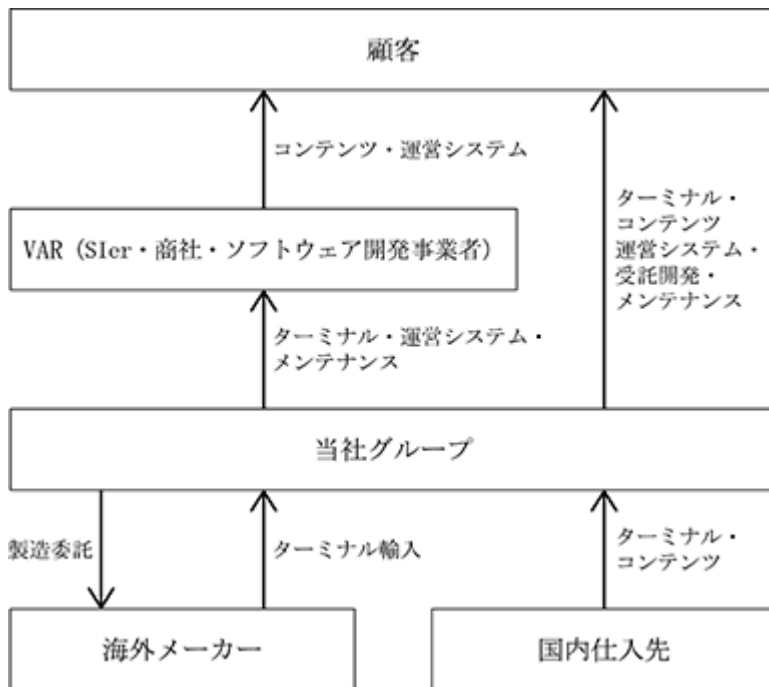 顧客
コンテンツ・運営システム
ターミナル・
コンテンツ
運営システム・
受託開発・
メンテナンス
VAR（SIer・商社・ソフトウェア開発事業者）
ターミナル・運営システム・
メンテナンス
当社グループ
製造委託
ターミナル輸入
ターミナル・
コンテンツ
海外メーカー
国内仕入先